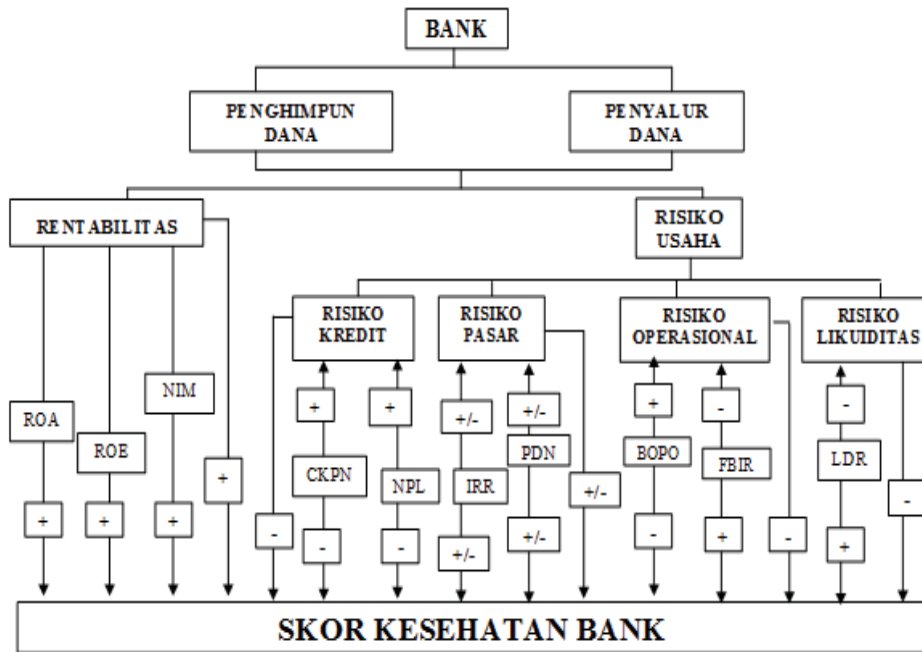 BANK
PENGHIMPUN
DANA
PENYALUR
DANA
RENTABILITAS
RISIKO
USAHA
RISIKO
KREDIT
RISIKO
PASAR
RISIKO
OPERASIONAL
RISIKO
LIKUIDITAS
NIM
ROA
ROE
+
+
+
+
+
+
+/-
+/-
+
-
-
CKPN
NPL
IRR
PDN
BOPO
FBIR
LDR
-
-
-
+/-
+/-
+/-
-
+
-
+
-
SKOR KESEHATAN BANK